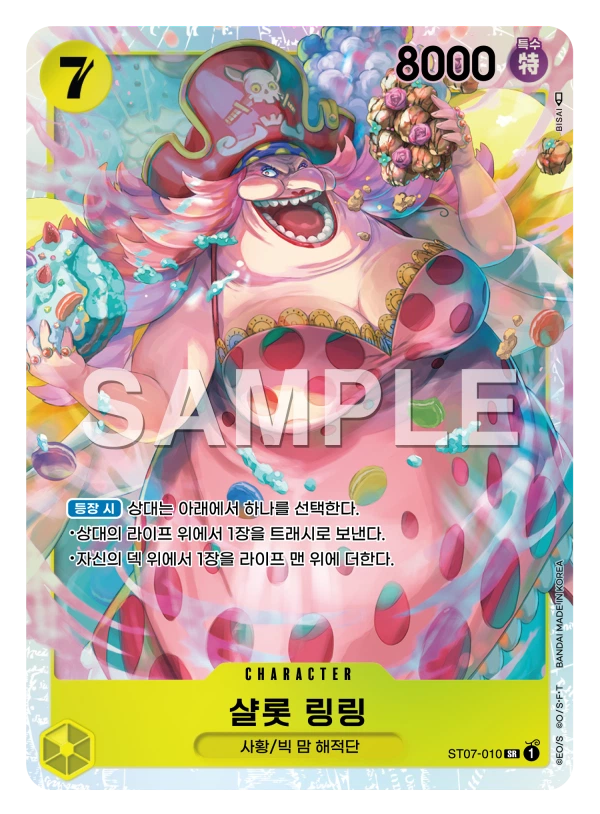 7
8000
특수
特
BISAI
SAMPLE
등장 시 상대는 아래에서 하나를 선택한다.
•상대의 라이프 위에서 1장을 트래시로 보낸다.
•자신의 덱 위에서 1장을 라이프 맨 위에 더한다.
©EO/S ©O/S·F·T BANDAI MADE IN KOREA
CHARACTER
샬롯 링링
사황/빅 맘 해적단
ST07-010 SR 1